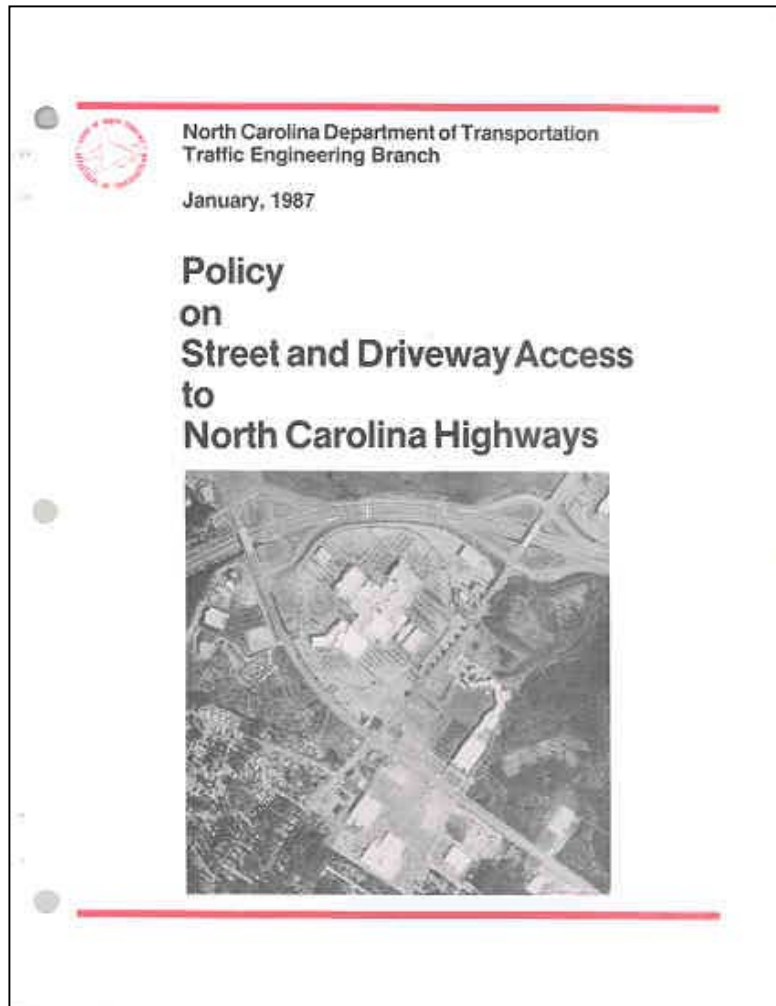 North Carolina Department of Transportation
Traffic Engineering Branch
January, 1987
Policy
on
Street and Driveway Access
to
North Carolina Highways